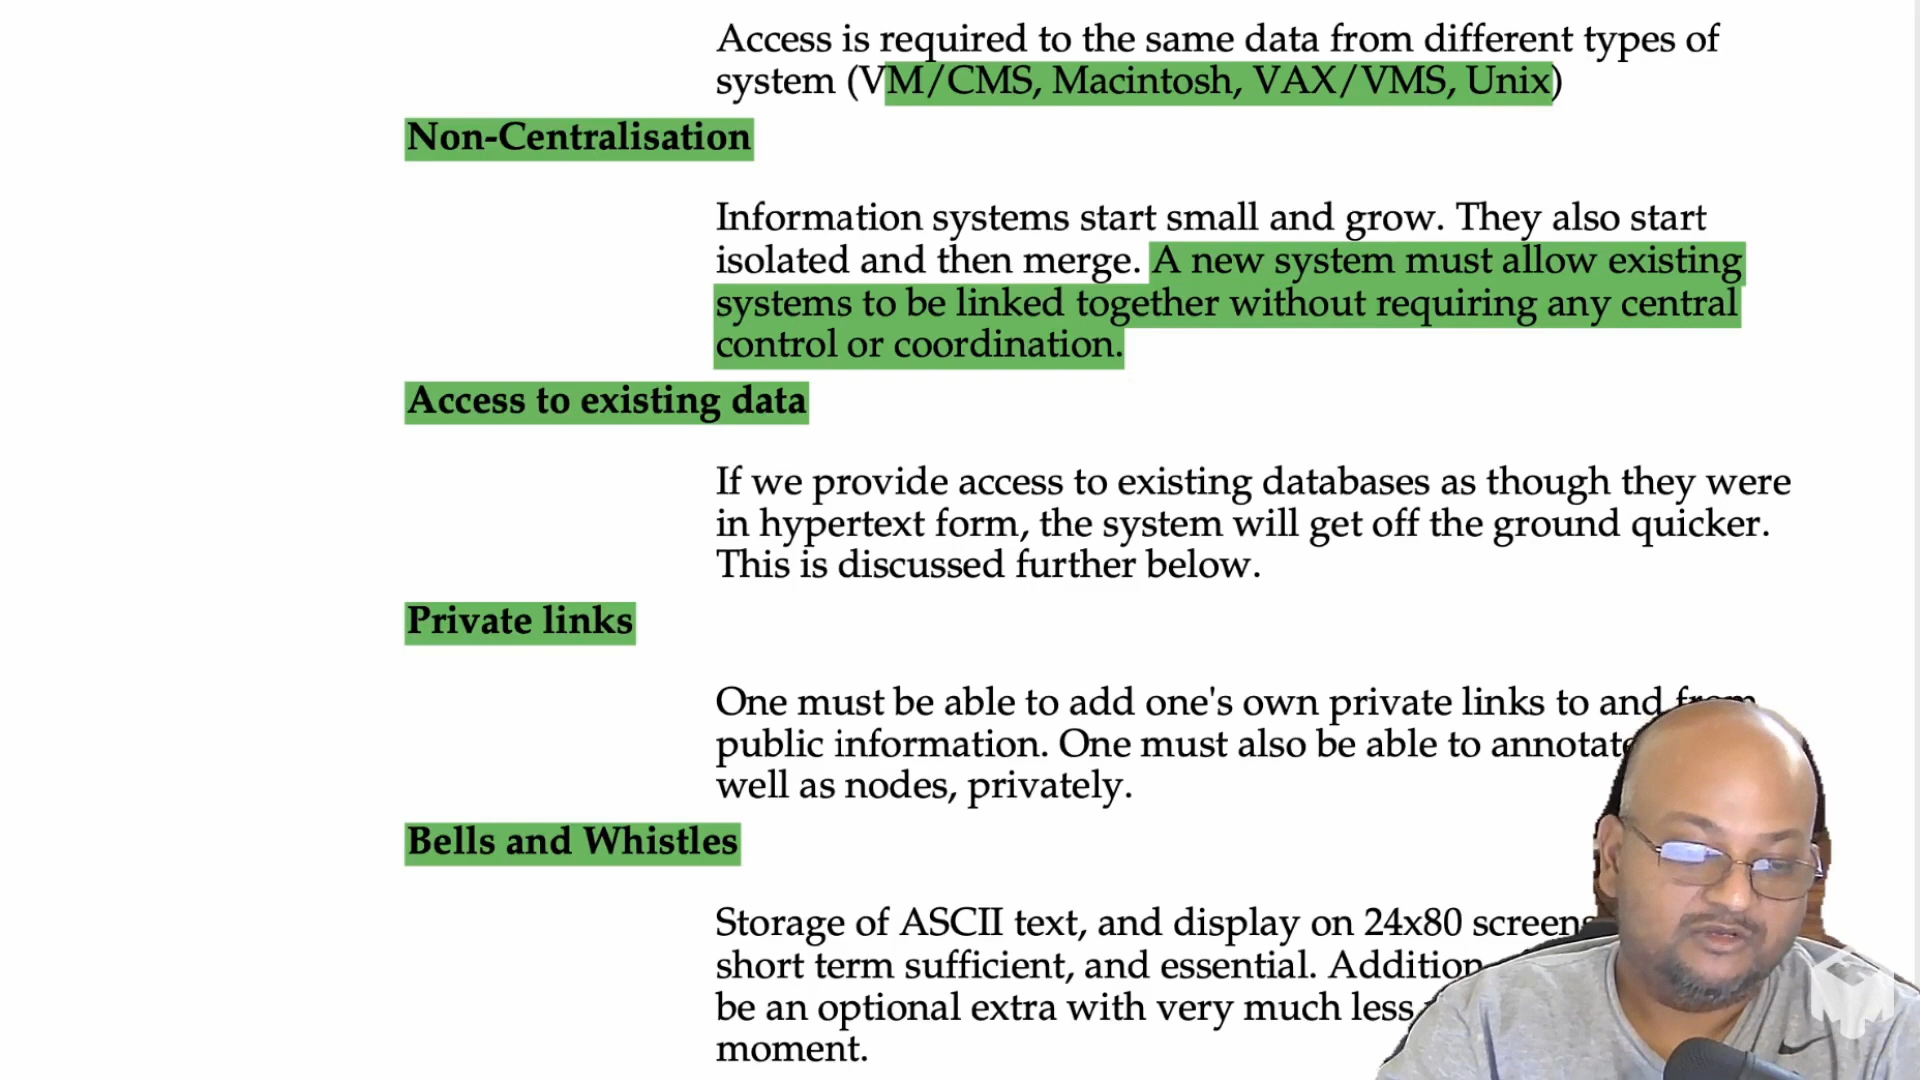 Access is required to the same data from different types of
system (VM/CMS, Macintosh, VAX/VMS, Unix)
Non-Centralisation
Information systems start small and grow. They also start
isolated and then merge. A new system must allow existing
systems to be linked together without requiring any central
control or coordination.
Access to existing data
If we provide access to existing databases as though they were
in hypertext form, the system will get off the ground quicker.
This is discussed further below.
Private links
One must be able to add one's own private links to and from
public information. One must also be able to annotate
well as nodes, privately.
Bells and Whistles
Storage of ASCII text, and display on 24x80 screens
short term sufficient, and essential. Addition
be an optional extra with very much less
moment.